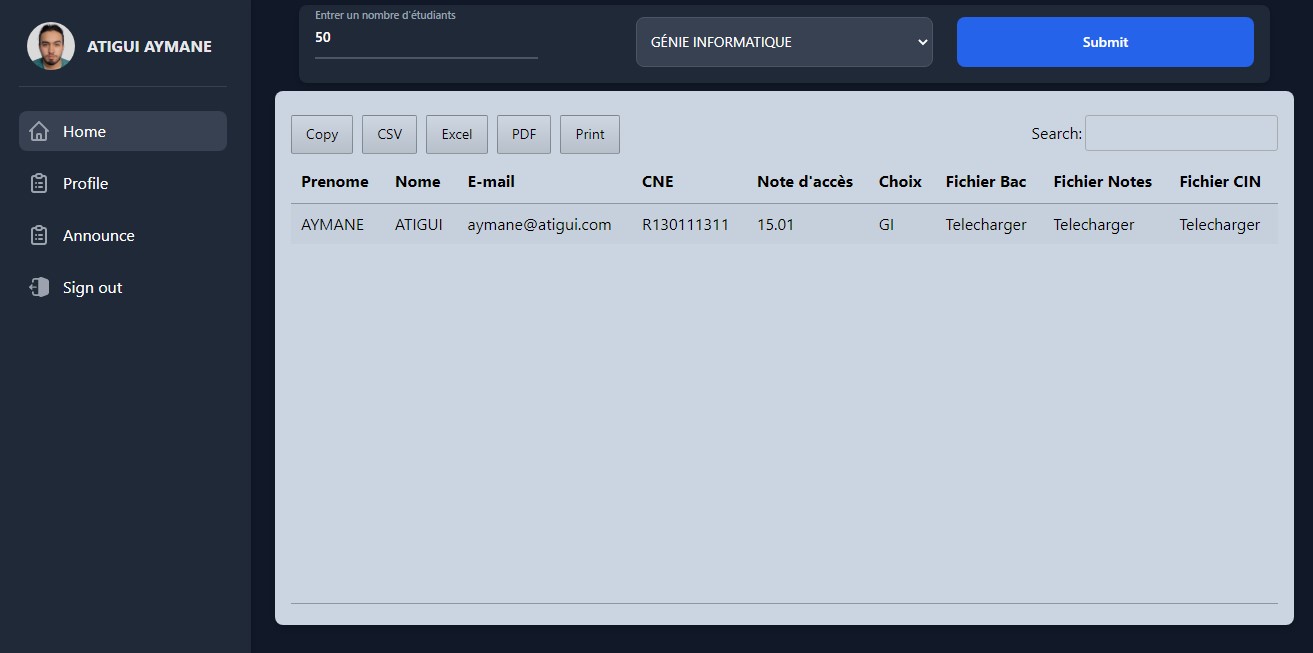 ATIGUI AYMANE
Home
Profile
Announce
Sign out
Entrer un nombre d'étudiants
50
GÉNIE INFORMATIQUE
Submit
Copy CSV Excel PDF Print Search:
Prenome Nome E-mail CNE Note d'accès Choix Fichier Bac Fichier Notes Fichier CIN
AYMANE ATIGUI aymane@atigui.com R130111311 15.01 GI Telecharger Telecharger Telecharger